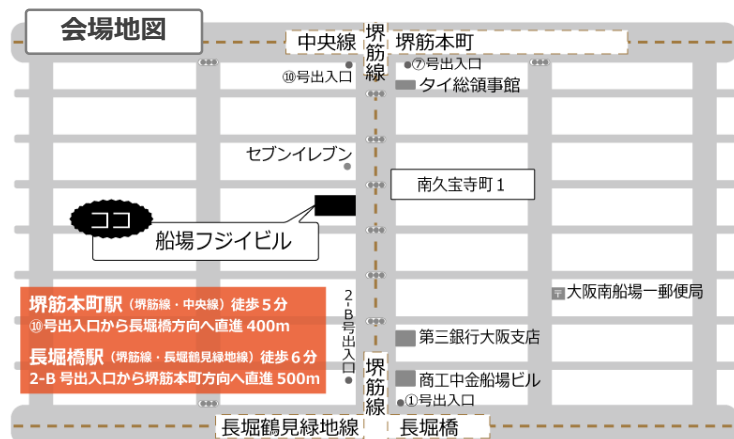 会場地図
中央線
堺筋線
堺筋本町
⑩号出入口
⑦号出入口
タイ総領事館
セブンイレブン
南久宝寺町1
ココ
船場フジイビル
堺筋本町駅（堺筋線・中央線）徒歩5分
⑩号出入口から長堀橋方向へ直進 400m
長堀橋駅（堺筋線・長堀鶴見緑地線）徒歩6分
2-B 号出入口から堺筋本町方向へ直進 500m
2-B号出入口
〒大阪南船場一郵便局
第三銀行大阪支店
商工中金船場ビル
①号出入口
堺筋線
長堀鶴見緑地線
長堀橋